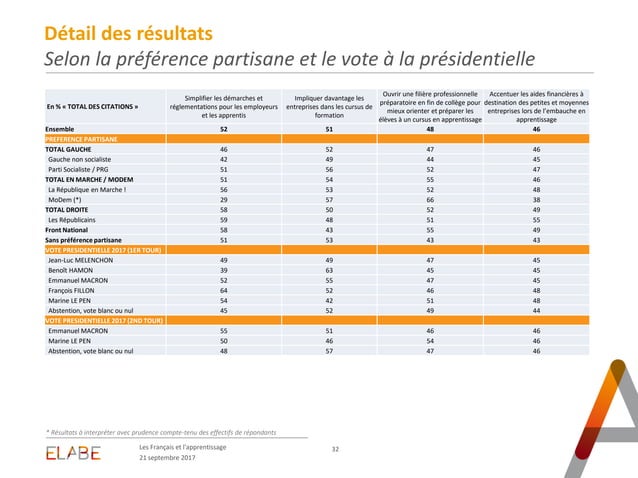 Détail des résultats
Selon la préférence partisane et le vote à la présidentielle
En % « TOTAL DES CITATIONS »
Simplifier les démarches et
réglementations pour les employeurs
et les apprentis
Impliquer davantage les
entreprises dans les cursus de
formation
Ouvrir une filière professionnelle
préparatoire en fin de collège pour
mieux orienter et préparer les
élèves à un cursus en apprentissage
Accentuer les aides financières à
destination des petites et moyennes
entreprises lors de l'embauche en
apprentissage
Ensemble 52 51 48 46
PREFERENCE PARTISANE
TOTAL GAUCHE 46 52 47 46
Gauche non socialiste 42 49 44 45
Parti Socialiste / PRG 51 56 52 47
TOTAL EN MARCHE / MODEM 51 54 55 46
La République en Marche ! 56 53 52 48
MoDem (*) 29 57 66 38
TOTAL DROITE 58 50 52 49
Les Républicains 59 48 51 55
Front National 58 43 55 49
Sans préférence partisane 51 53 43 43
VOTE PRESIDENTIELLE 2017 (1ER TOUR)
Jean-Luc MELENCHON 49 49 47 45
Benoît HAMON 39 63 45 45
Emmanuel MACRON 52 55 47 45
François FILLON 64 52 46 48
Marine LE PEN 54 42 51 48
Abstention, vote blanc ou nul 45 52 49 44
VOTE PRESIDENTIELLE 2017 (2ND TOUR)
Emmanuel MACRON 55 51 46 46
Marine LE PEN 50 46 54 46
Abstention, vote blanc ou nul 48 57 47 46
* Résultats à interpréter avec prudence compte-tenu des effectifs de répondants
ELABE
Les Français et l'apprentissage
21 septembre 2017
32